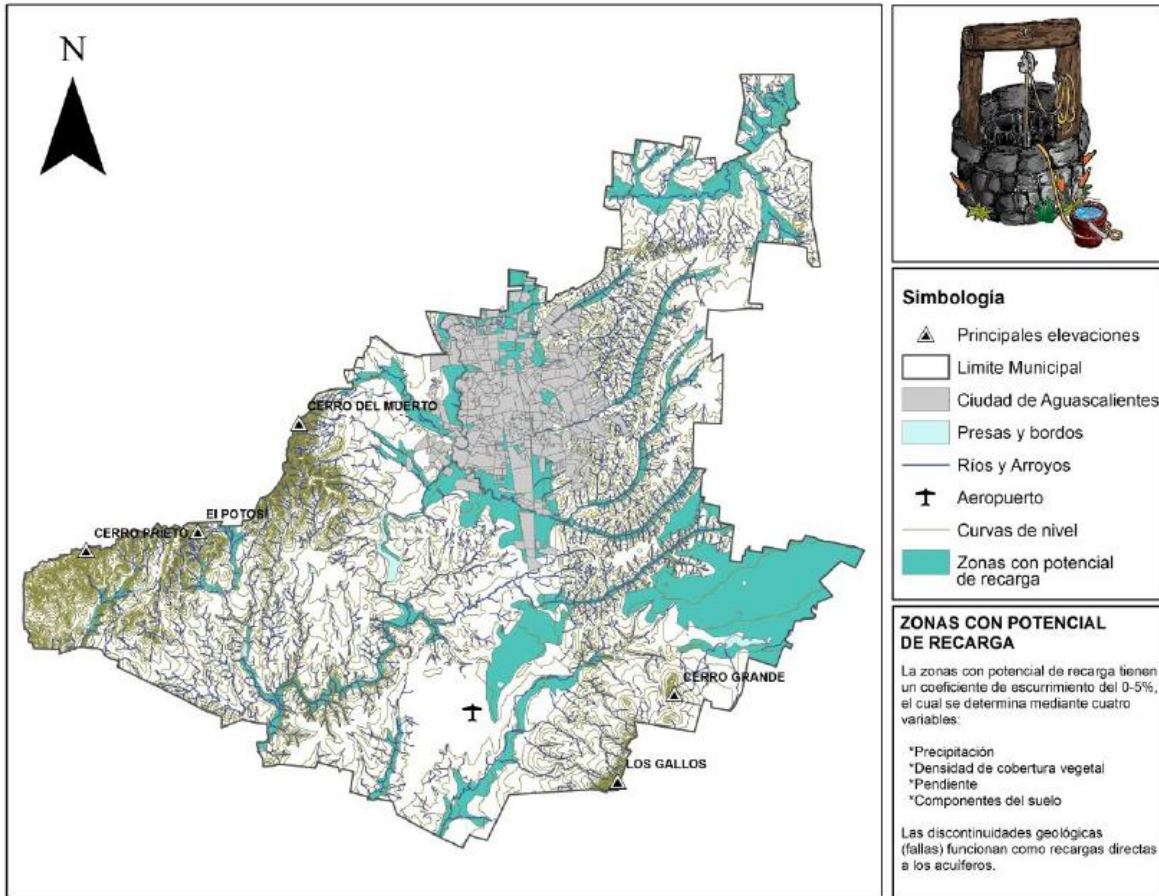 N
CERRO DEL MUERTO
El POTOSÍ
CERRO PRIETO
CERRO GRANDE
LOS GALLOS
Simbología
Principales elevaciones
Limite Municipal
Ciudad de Aguascalientes
Presas y bordos
Ríos y Arroyos
Aeropuerto
Curvas de nivel
Zonas con potencial
de recarga
ZONAS CON POTENCIAL
DE RECARGA
La zonas con potencial de recarga tienen
un coeficiente de escurrimiento del 0-5%,
el cual se determina mediante cuatro
variables:
*Precipitación
*Densidad de cobertura vegetal
*Pendiente
*Componentes del suelo
Las discontinuidades geológicas
(fallas) funcionan como recargas directas
a los acuíferos.